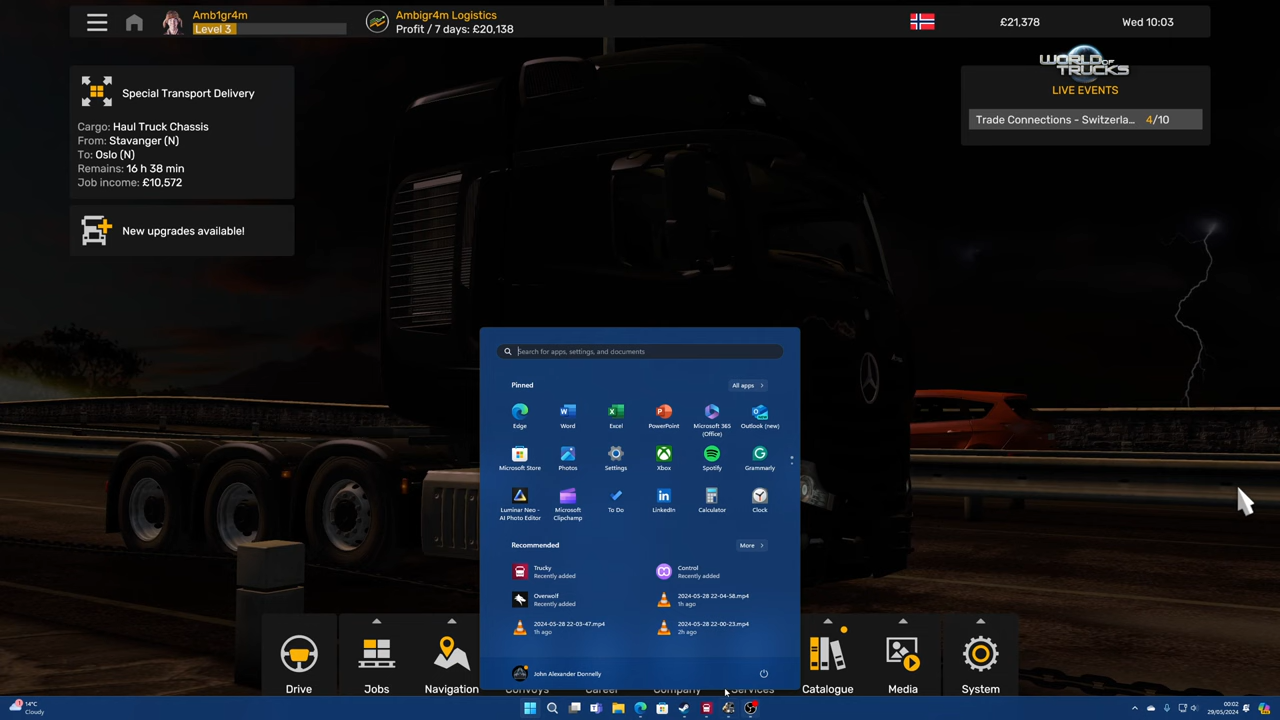 Amb1gr4m
Level 3
Ambigr4m Logistics
Profit / 7 days: £20,138
£21,378
Wed 10:03
Special Transport Delivery
Cargo: Haul Truck Chassis
From: Stavanger (N)
To: Oslo (N)
Remains: 16 h 38 min
Job income: £10,572
New upgrades available!
WORLD OF TRUCKS
LIVE EVENTS
Trade Connections - Switzerla... 4/10
Search for apps, settings, and documents
Pinned
All apps
Edge
Word
Excel
PowerPoint
Microsoft 365 (Office)
Outlook (new)
Microsoft Store
Photos
Settings
Xbox
Spotify
Grammarly
Luminar Neo - AI Photo Editor
Microsoft Clipchamp
To Do
LinkedIn
Calculator
Clock
Recommended
More
Trucky
Recently added
Control
Recently added
Overwolf
Recently added
2024-05-28 22-04-58.mp4
1h ago
2024-05-28 22-03-47.mp4
1h ago
2024-05-28 22-00-23.mp4
2h ago
John Alexander Donnelly
Drive
Jobs
Navigation
Convoys
Career
Company
Services
Catalogue
Media
System
14°C
Cloudy
00:02
29/05/2024